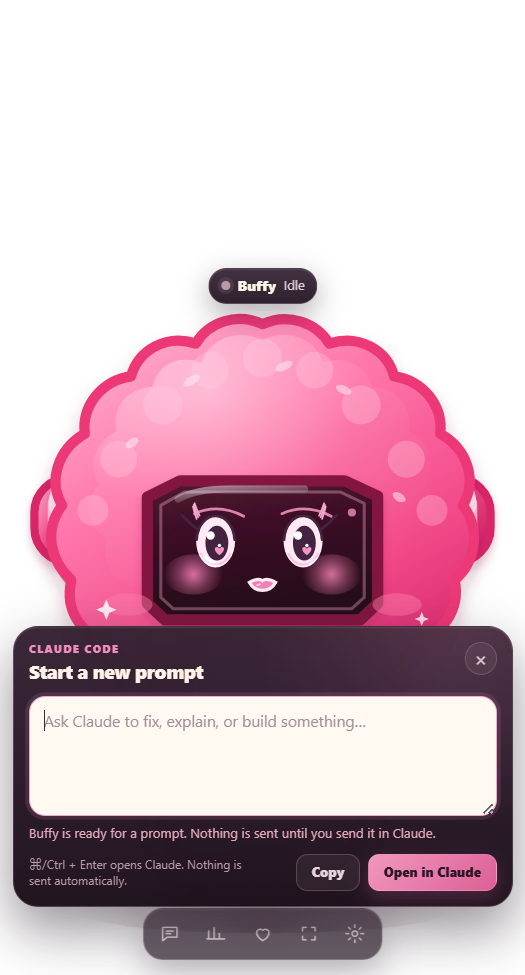 Buffy Idle
CLAUDE CODE
Start a new prompt
Ask Claude to fix, explain, or build something...
Buffy is ready for a prompt. Nothing is sent until you send it in Claude.
⌘/Ctrl + Enter opens Claude. Nothing is
sent automatically.
Copy
Open in Claude